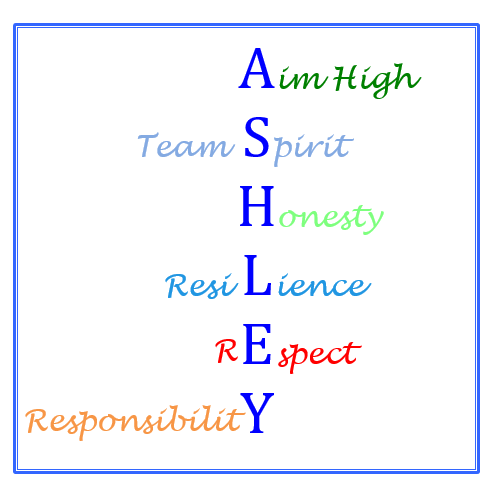 Aim High
Team Spirit
Honesty
Resilience
REspect
ResponsibilitY